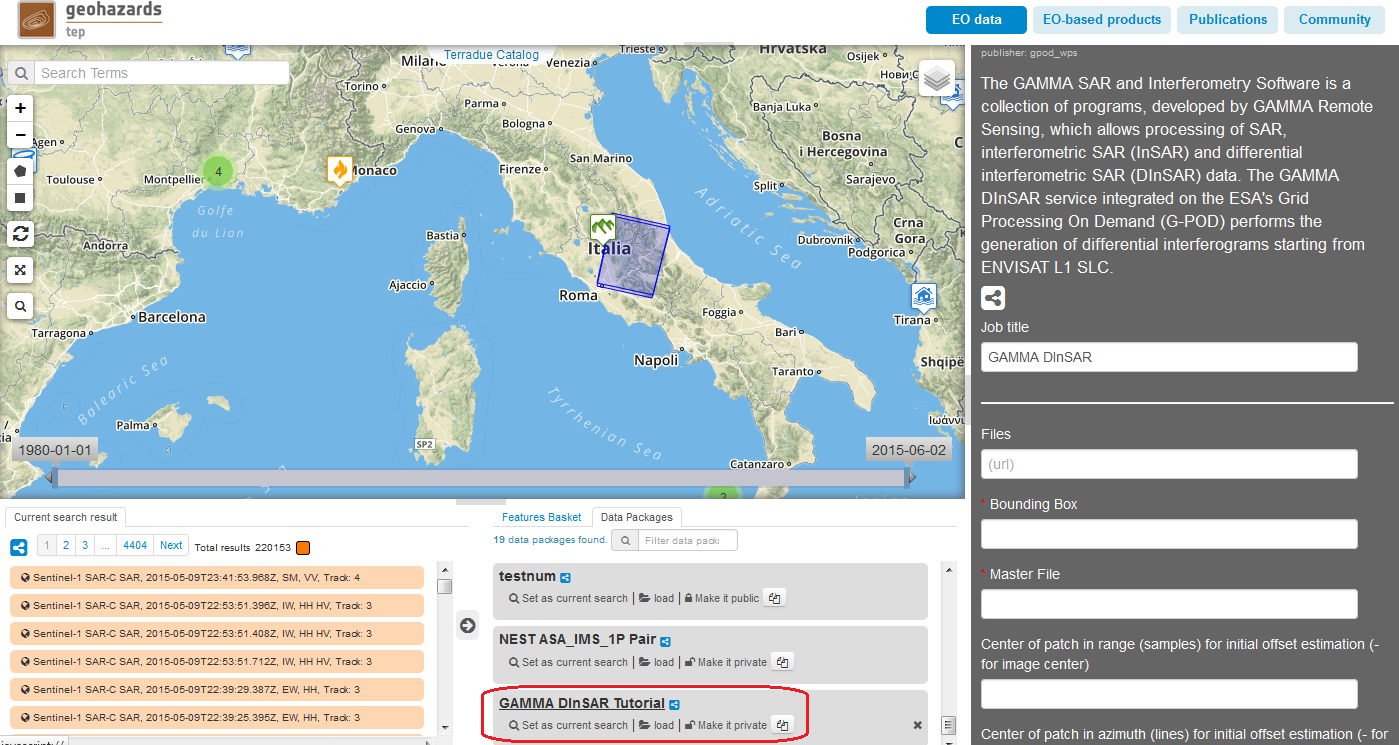 geohazards
tep
EO data
EO-based products
Publications
Community
Terradue Catalog
Search Terms
+
−
Agen
Toulouse
Montpellier
4
Golfe
du Lion
Andorra
Barcelona
Tarragona
Balearic Sea
Palma
Torino
Milano
Verona
Venezia
Trieste
Parma
Genova
Bologna
Monaco
Firenze
San Marino
Bastia
Ajaccio
Italia
Roma
Napoli
Foggia
Bari
Taranto
Catanzaro
Tyrrhenian Sea
Adriatic Sea
SP2
3
Hrvatska
Osijek
Нови
Banja Luka
Bosna
i Hercegovina
Sarajevo
Split
Dubrovnik
Crna
Gora
Podgorica
Tirana
Shqipë
Ιωάννι
1980-01-01
2015-06-02
Current search result
1
2
3
...
4404
Next
Total results 220153
Sentinel-1 SAR-C SAR, 2015-05-09T23:41:53.968Z, SM, VV, Track: 4
Sentinel-1 SAR-C SAR, 2015-05-09T22:53:51.396Z, IW, HH HV, Track: 3
Sentinel-1 SAR-C SAR, 2015-05-09T22:53:51.408Z, IW, HH HV, Track: 3
Sentinel-1 SAR-C SAR, 2015-05-09T22:53:51.712Z, IW, HH HV, Track: 3
Sentinel-1 SAR-C SAR, 2015-05-09T22:39:29.387Z, EW, HH, Track: 3
Sentinel-1 SAR-C SAR, 2015-05-09T22:39:25.395Z, EW, HH, Track: 3
Features Basket
Data Packages
19 data packages found.
Filter data packa
testnum
Set as current search | load | Make it public
NEST ASA_IMS_1P Pair
Set as current search | load | Make it private
GAMMA DInSAR Tutorial
Set as current search | load | Make it private
publisher: gpod_wps
The GAMMA SAR and Interferometry Software is a
collection of programs, developed by GAMMA Remote
Sensing, which allows processing of SAR,
interferometric SAR (InSAR) and differential
interferometric SAR (DInSAR) data. The GAMMA
DInSAR service integrated on the ESA's Grid
Processing On Demand (G-POD) performs the
generation of differential interferograms starting from
ENVISAT L1 SLC.
Job title
GAMMA DInSAR
Files
(url)
* Bounding Box
* Master File
Center of patch in range (samples) for initial offset estimation (-
for image center)
Center of patch in azimuth (lines) for initial offset estimation (- for